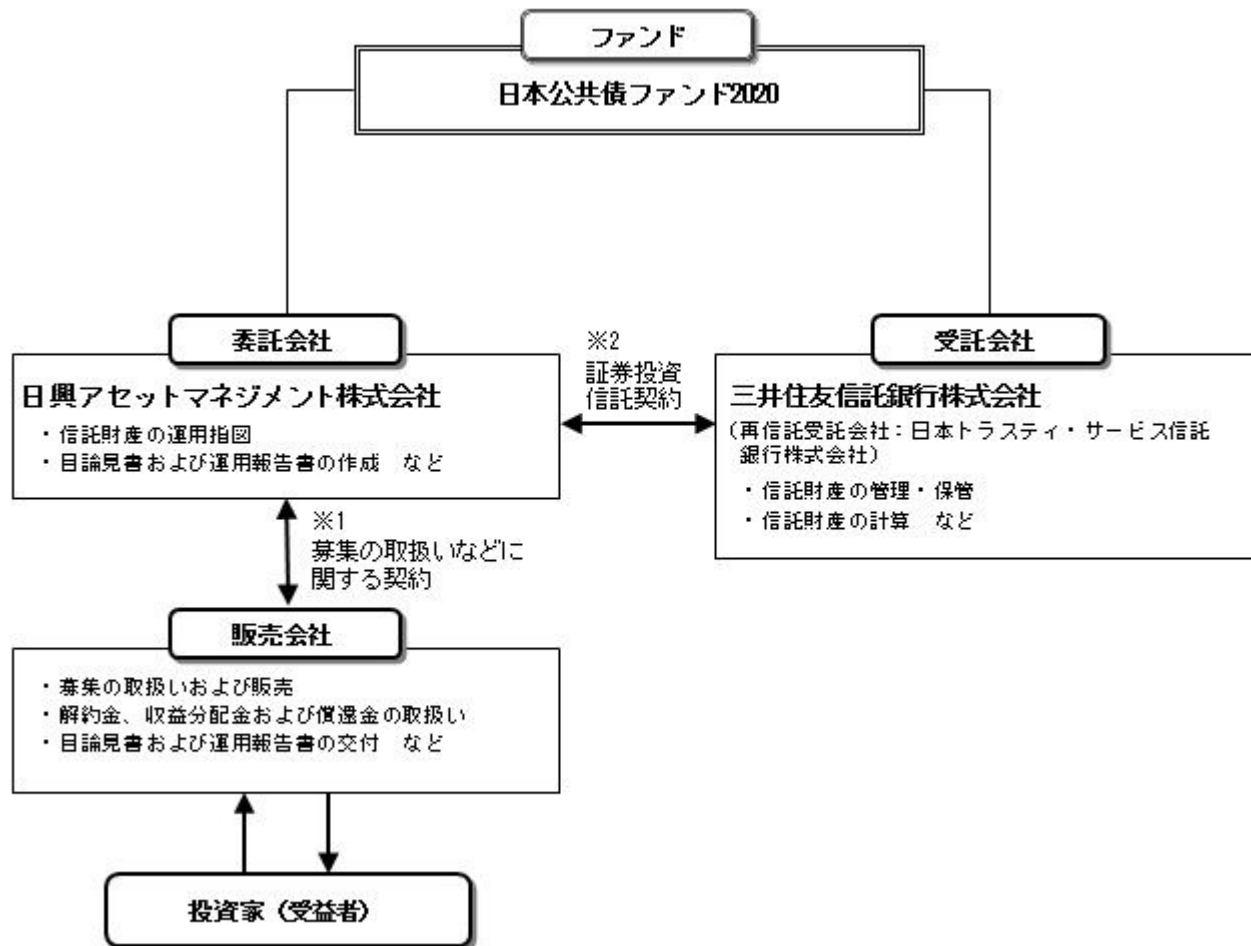 ファンド
日本公共債ファンド2020
委託会社
日興アセットマネジメント株式会社
・信託財産の運用指図
・目論見書および運用報告書の作成　など
※2
証券投資
信託契約
受託会社
三井住友信託銀行株式会社
（再信託受託会社：日本トラスティ・サービス信託
銀行株式会社）
・信託財産の管理・保管
・信託財産の計算　など
※1
募集の取扱いなどに
関する契約
販売会社
・募集の取扱いおよび販売
・解約金、収益分配金および償還金の取扱い
・目論見書および運用報告書の交付　など
投資家（受益者）